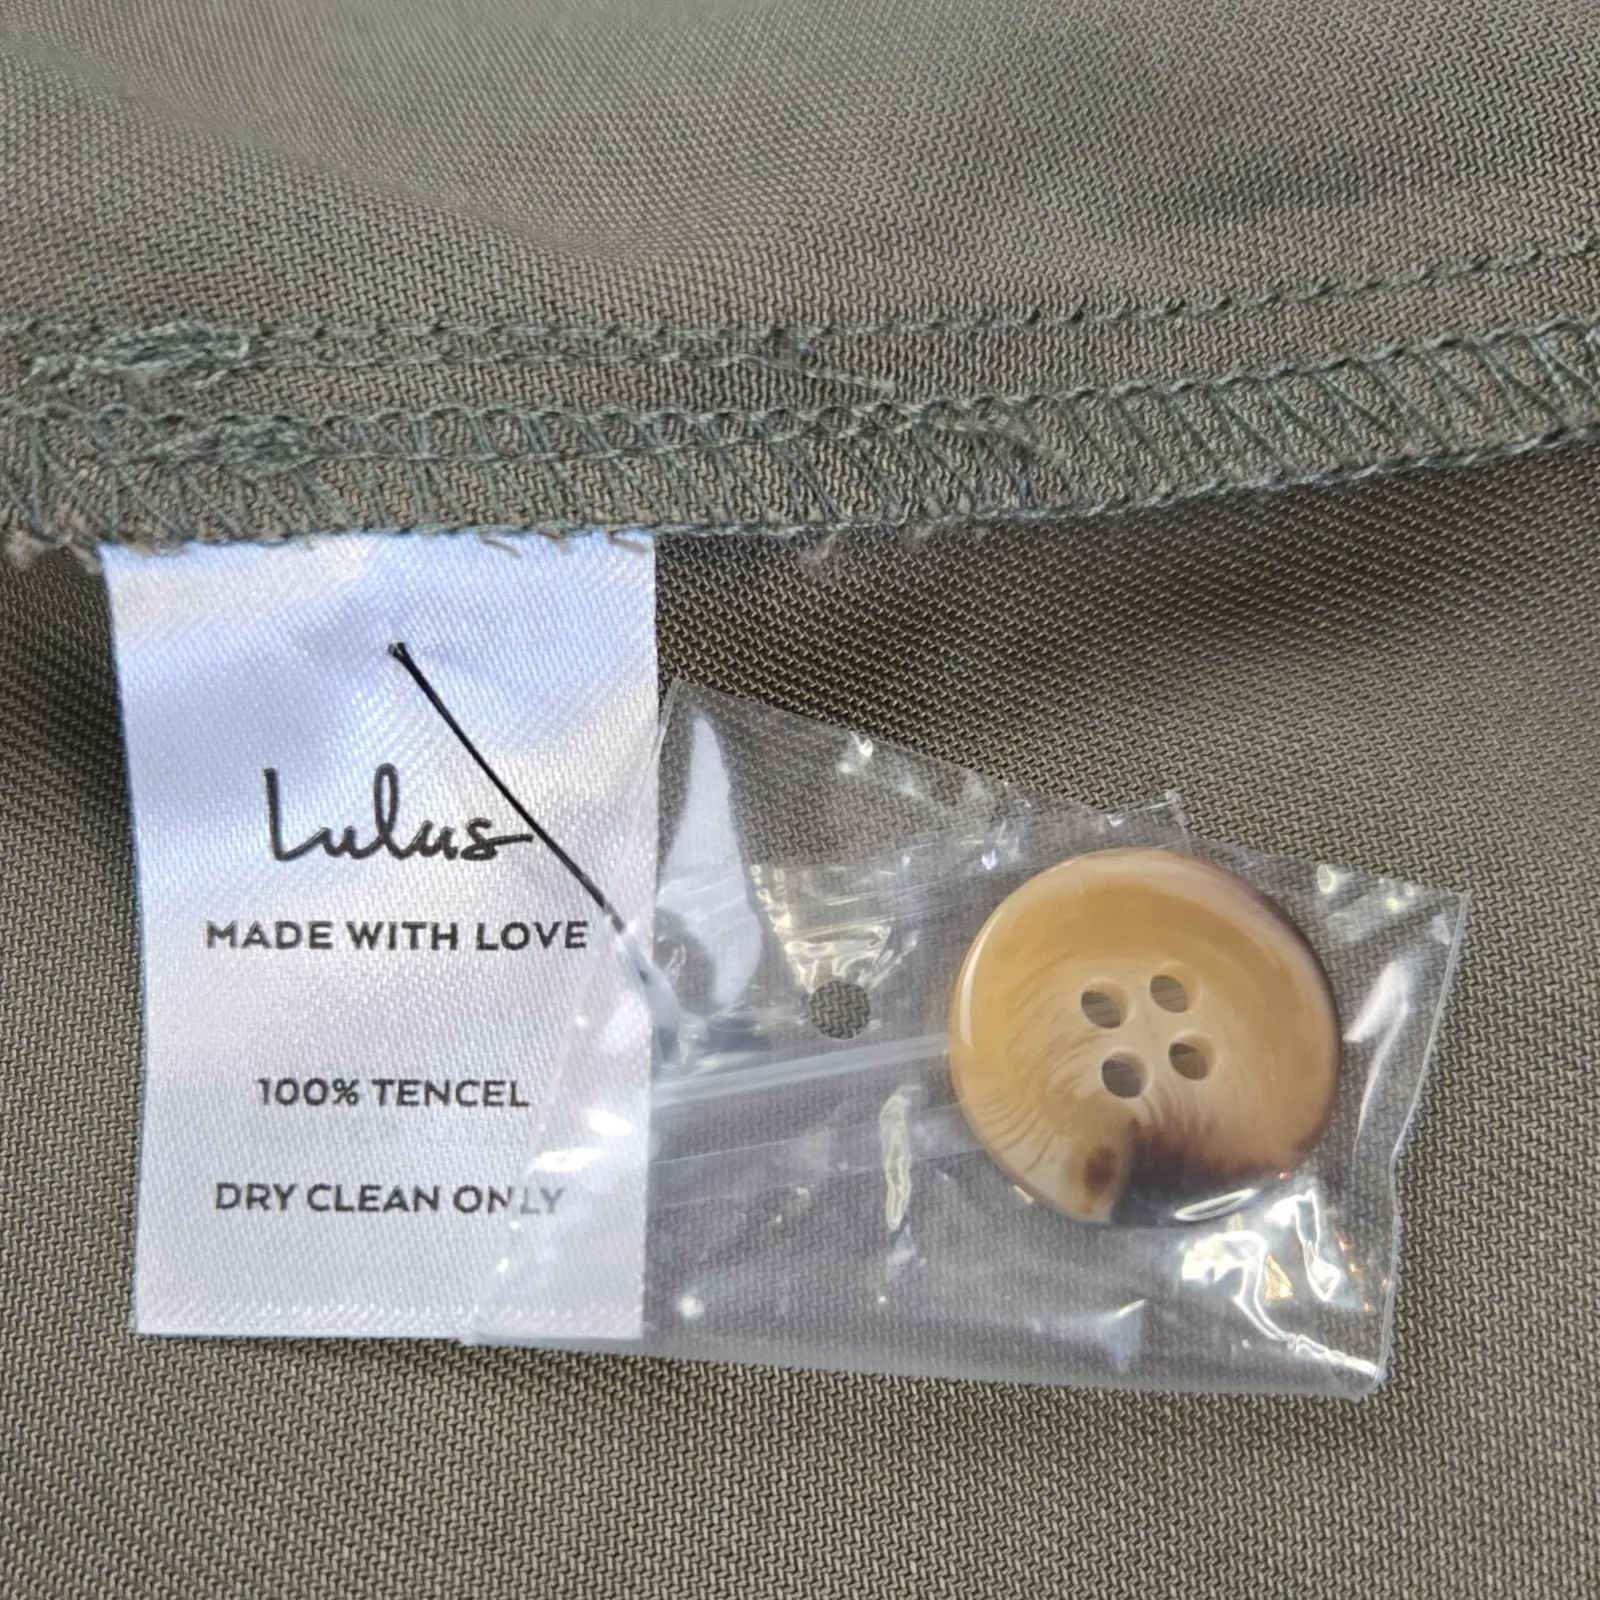 Lulus
MADE WITH LOVE
100% TENCEL
DRY CLEAN ONLY